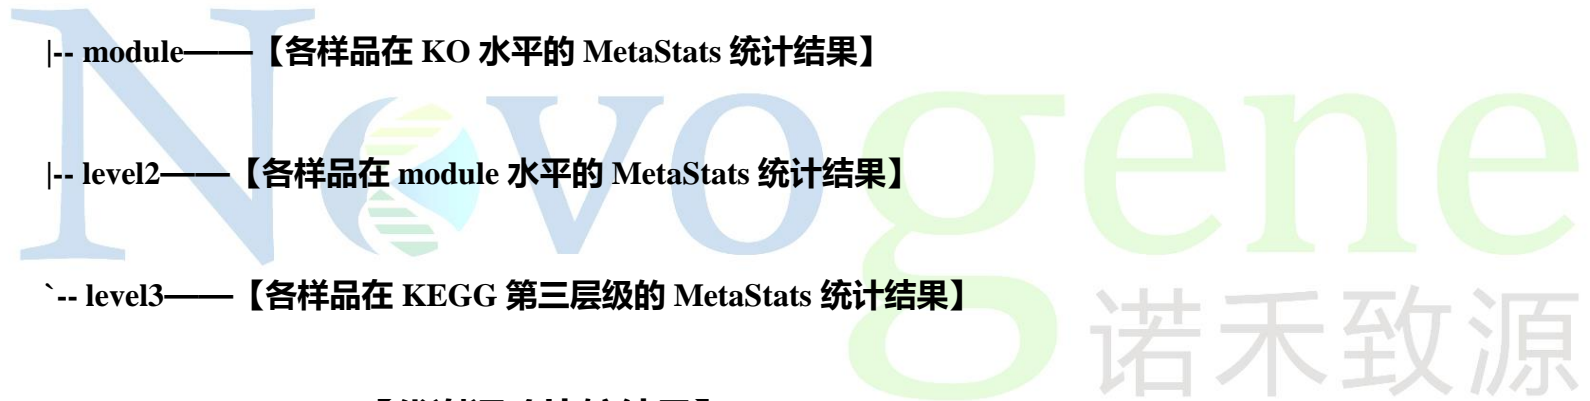 |-- module——【各样品在 KO 水平的 MetaStats 统计结果】
|-- level2——【各样品在 module 水平的 MetaStats 统计结果】
`-- level3——【各样品在 KEGG 第三层级的 MetaStats 统计结果】
Novogene
诺禾致源